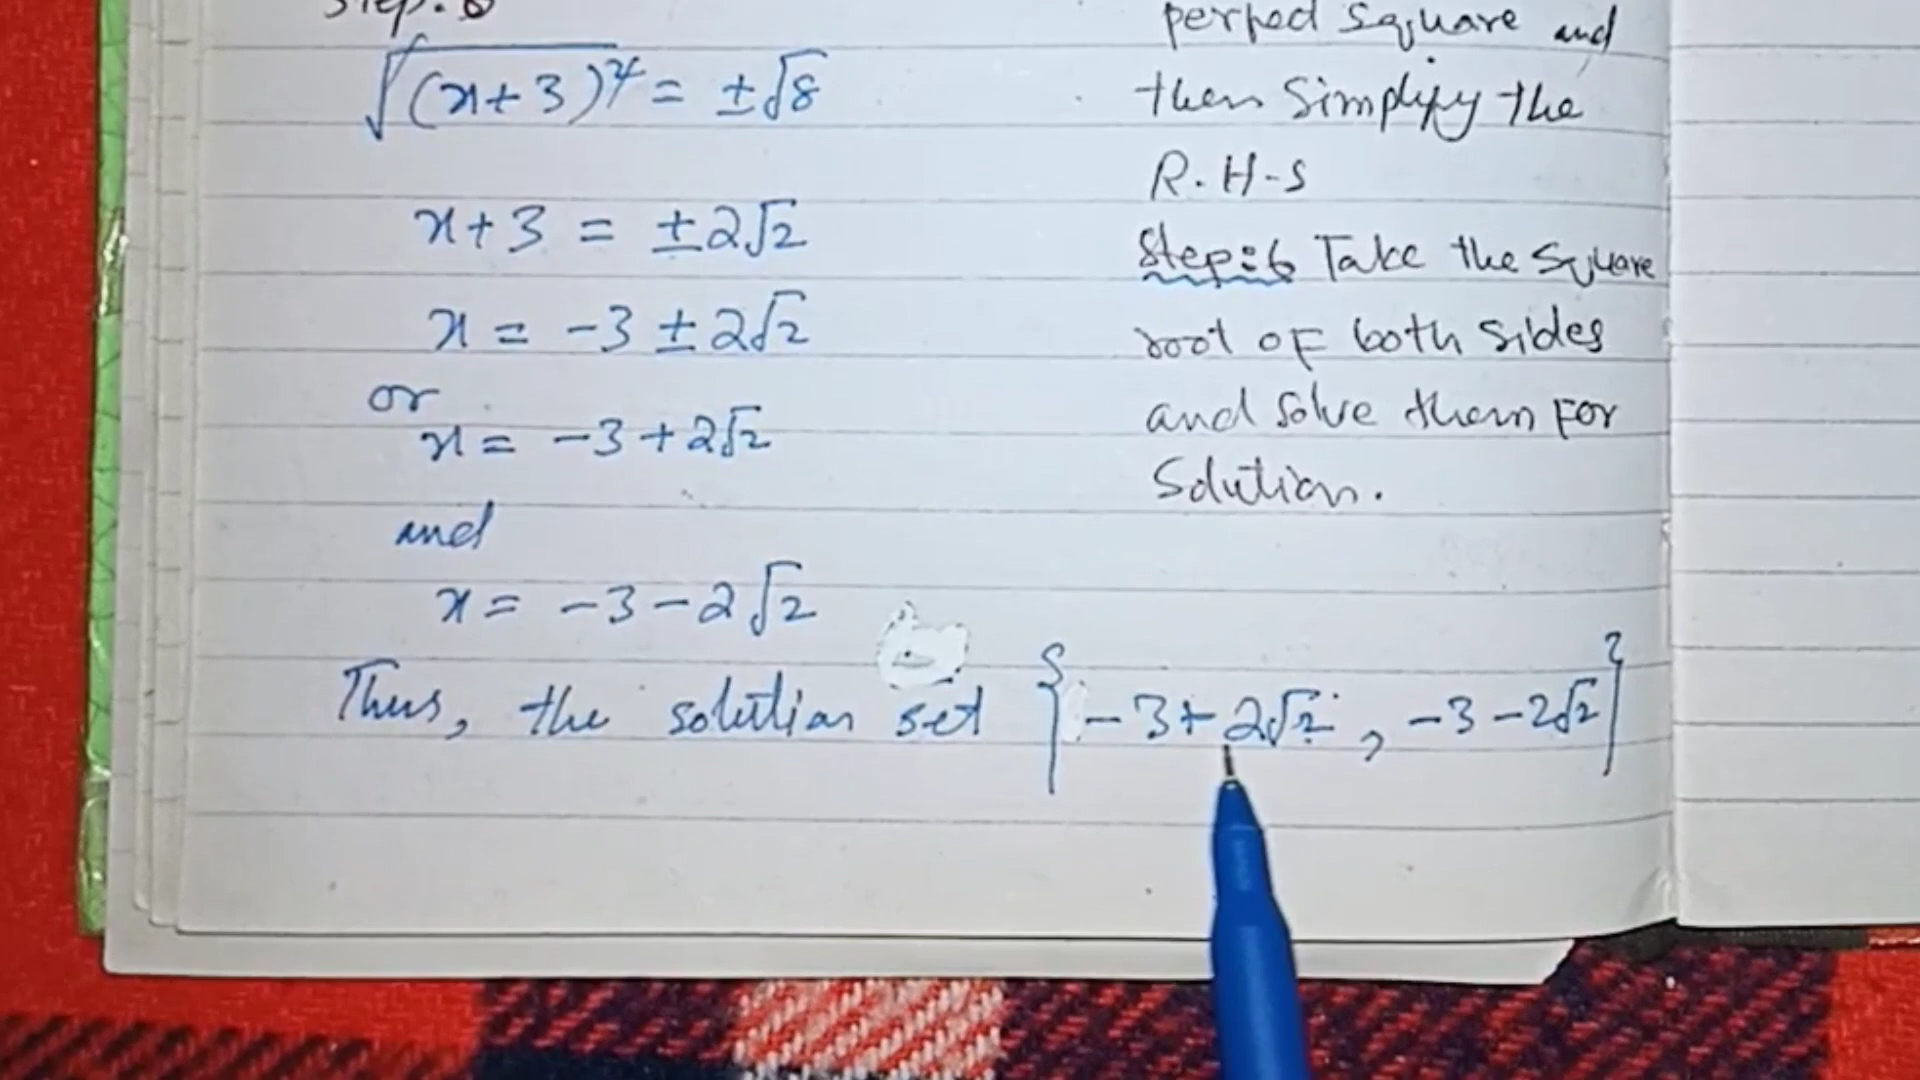 Step:6
√(x+3)² = ±√8
x+3 = ±2√2
x = -3 ± 2√2
or
x = -3+2√2
and
x = -3-2√2
Thus, the solution set {-3+2√2, -3-2√2}
square and
then Simplify the
R.H-S
Step:6 Take the Square
root of both sides
and solve them For
Solution.